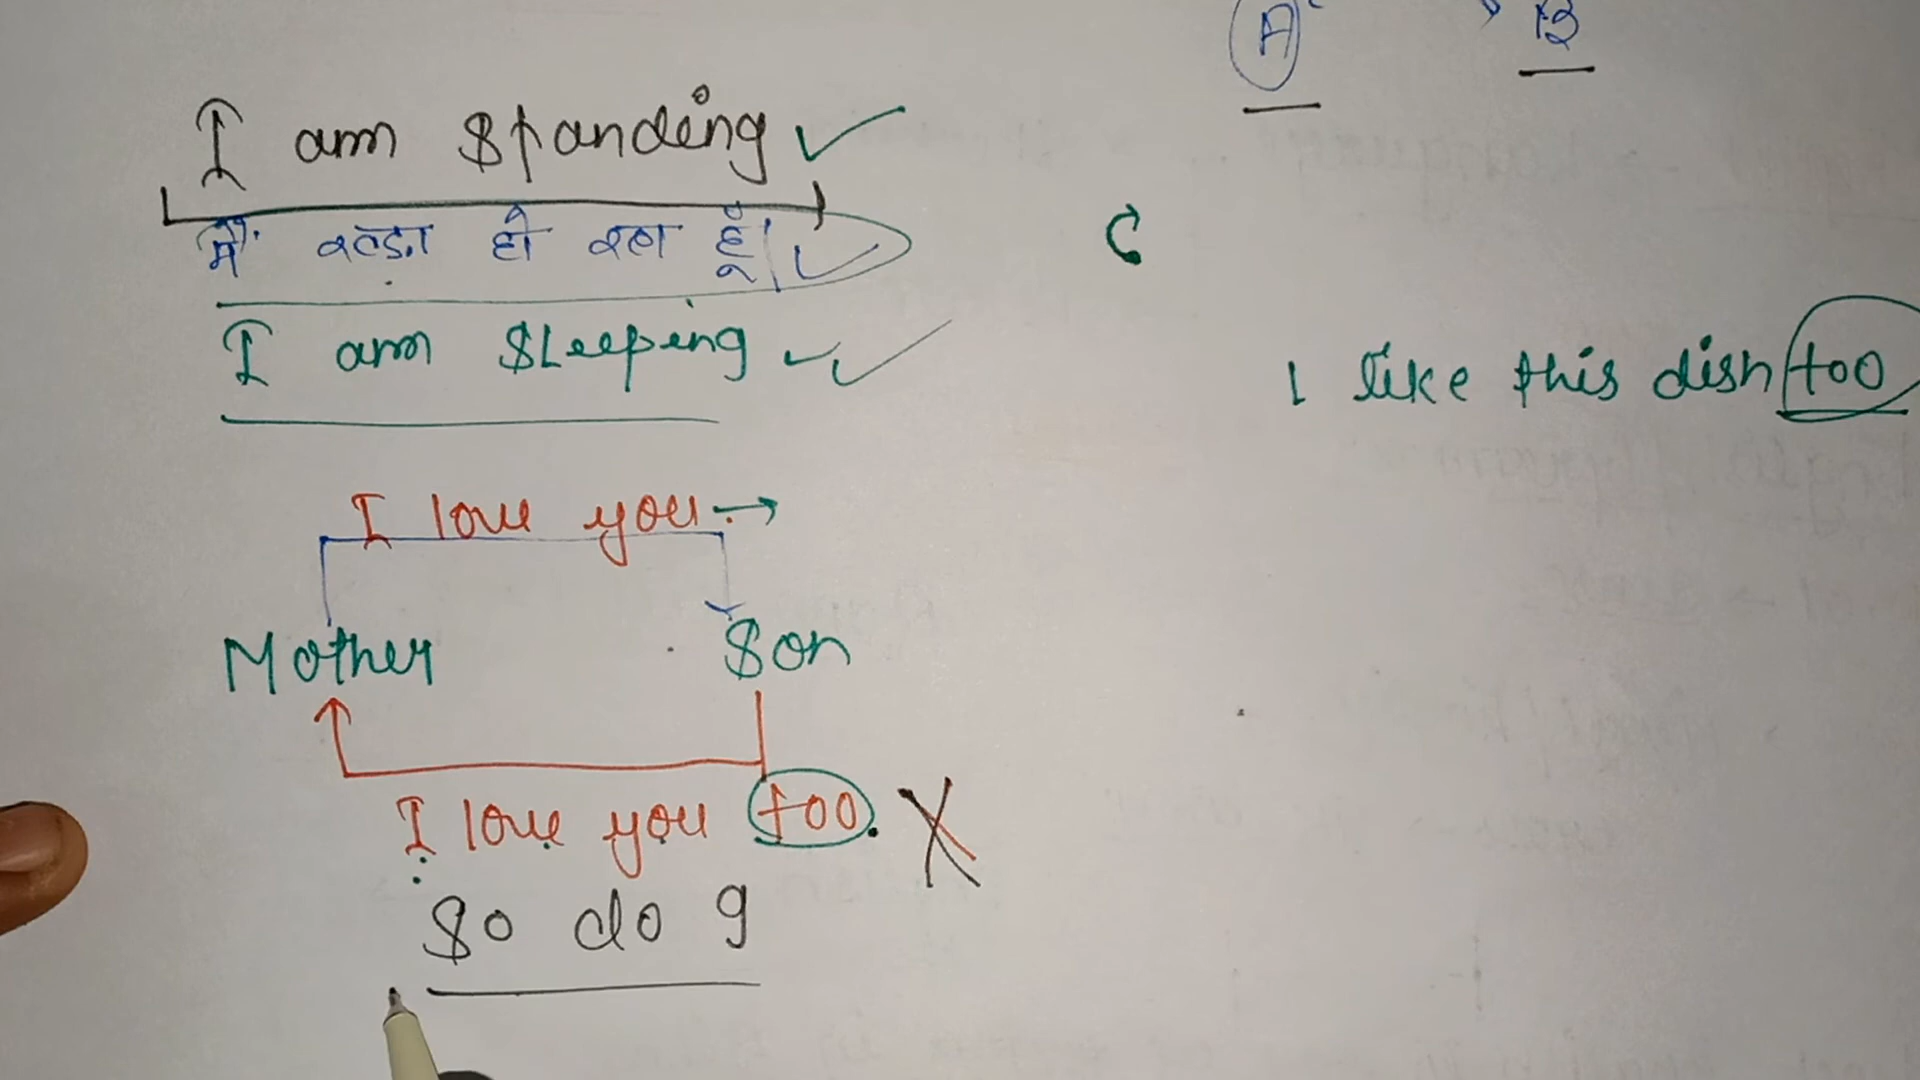 A B
I am Standing
मैं खड़ा हो रहा हूँ।
I am Sleeping
I like this dish too
I love you.
Mother Son
I love you too.
So do I